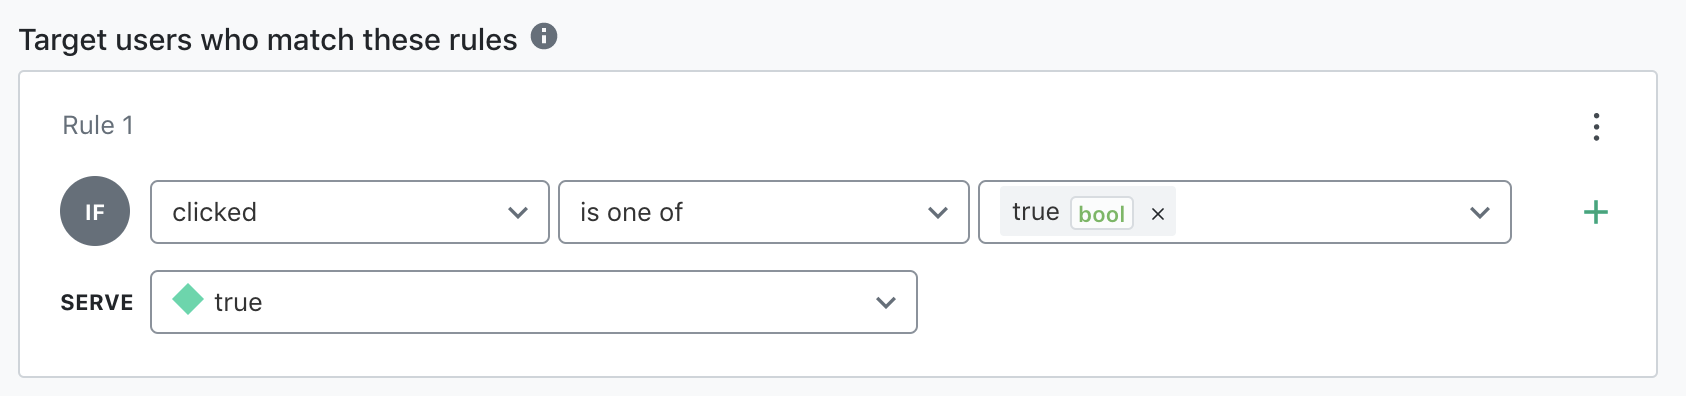 Target users who match these rules
Rule 1
IF clicked is one of true bool ×
SERVE true